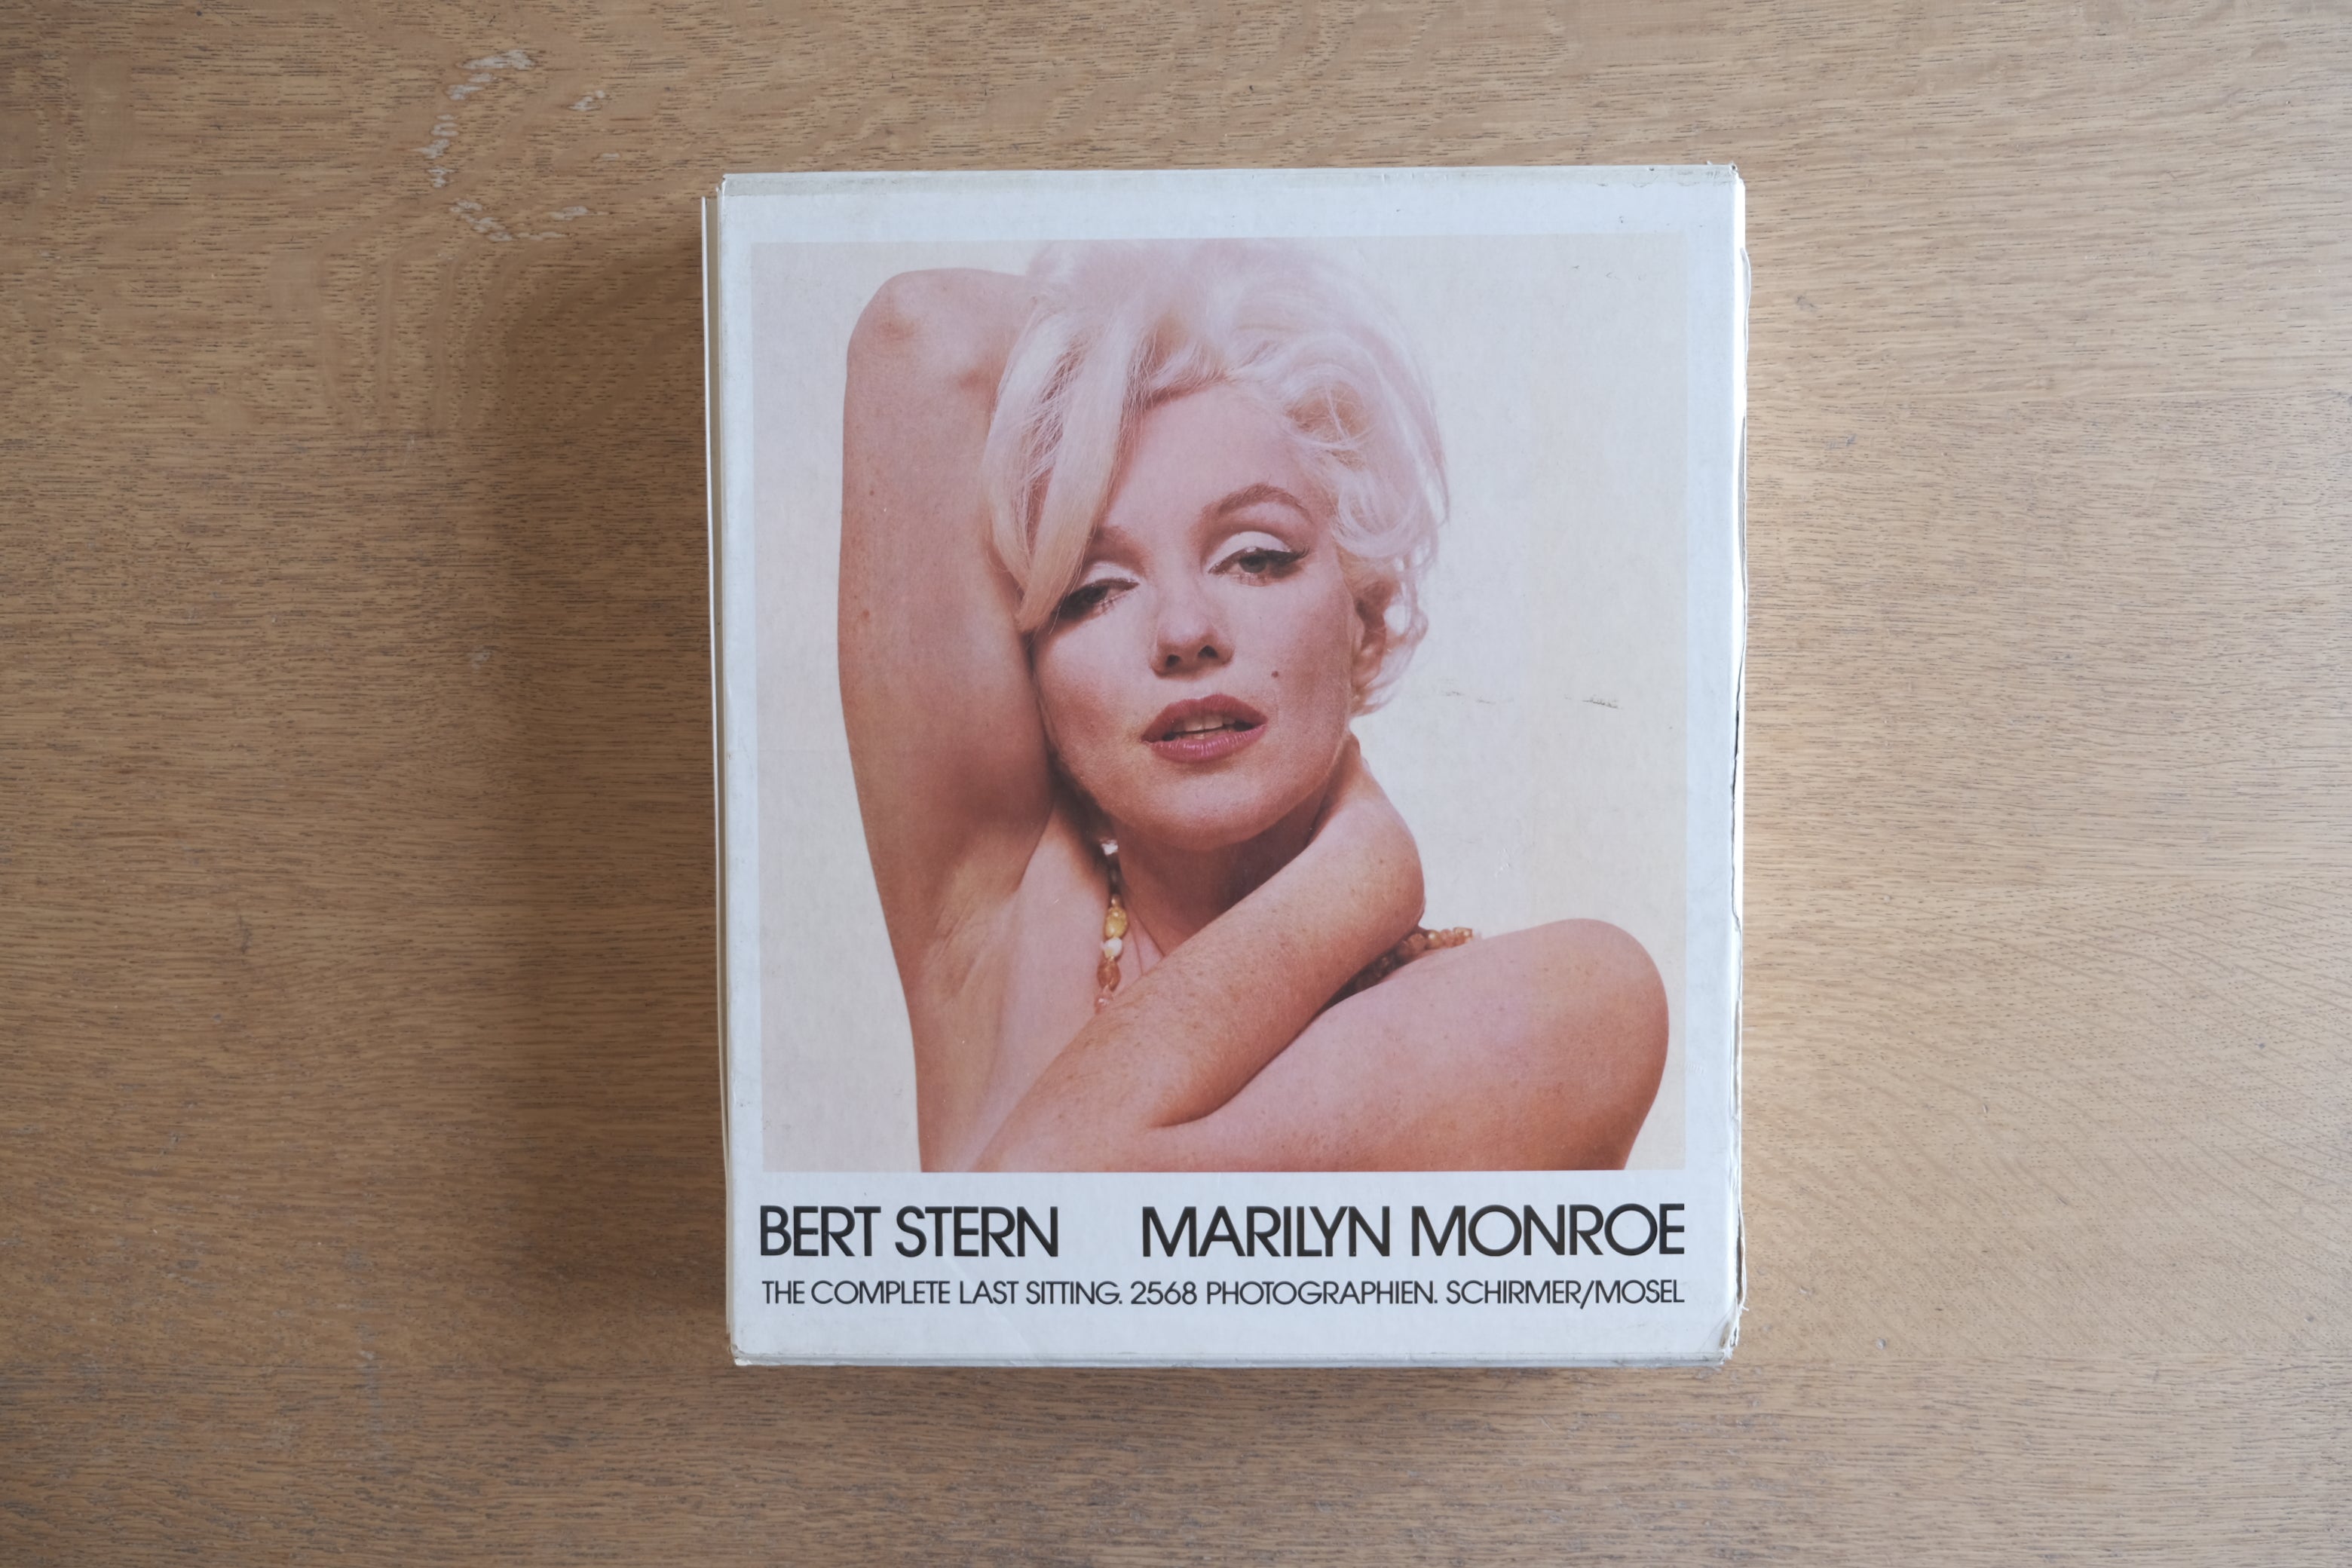 BERT STERN MARILYN MONROE
THE COMPLETE LAST SITTING. 2568 PHOTOGRAPHIEN. SCHIRMER/MOSEL